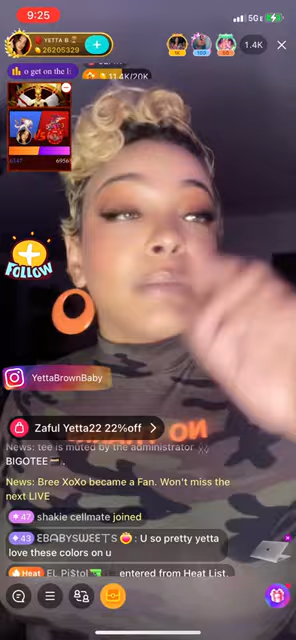 9:25
5G
YETTA B
26205329
1.4K
to get on the li
11.4K/20K
FOLLOW
YettaBrownBaby
Zaful Yetta22 22%off
News: tee is muted by the administrator
BIGOTEE
News: Bree XoXo became a Fan. Won't miss the
next LIVE
47 shakie cellmate joined
43 EBABYSWEETS : U so pretty yetta
love these colors on u
Heat EL Pi$tol entered from Heat List.